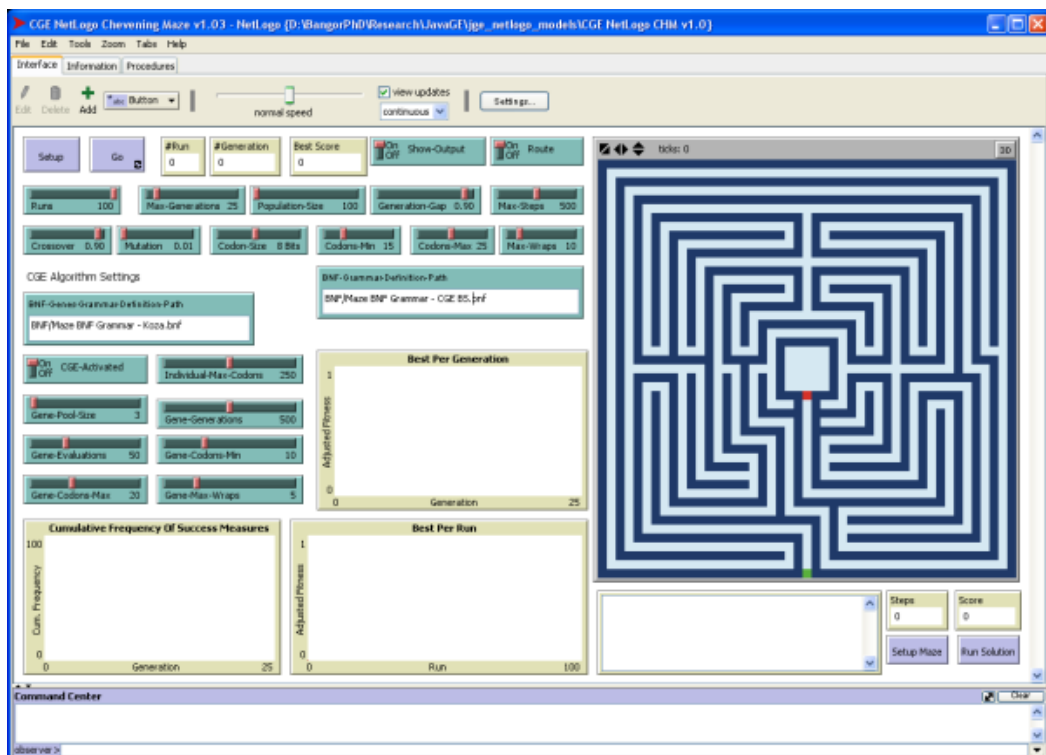 CGE NetLogo Chevening Maze v1.03 - NetLogo {D:\BangorPhD\Research\JavaGE\jge_netlogo_models\CGE NetLogo CHM v1.0}
File Edit Tools Zoom Tabs Help
Interface Information Procedures
Edit Delete Add abc Button normal speed view updates continuous Settings...
Setup Go #Run 0 #Generation 0 Best Score 0 On Off Show-Output On Off Route
ticks: 0 3D
Runs 100 Max-Generations 25 Population-Size 100 Generation-Gap 0.90 Max-Steps 500
Crossover 0.90 Mutation 0.01 Codon-Size 8 Bits Codons-Min 15 Codons-Max 25 Max-Wraps 10
CGE Algorithm Settings
BNF-Grammar-Definition-Path
BNF/Maze BNF Grammar - CGE BS.bnf
BNF-Genes-Grammar-Definition-Path
BNF/Maze BNF Grammar - Koza.bnf
On Off CGE-Activated Individual-Max-Codons 250
Gene-Pool-Size 3 Gene-Generations 500
Gene-Evaluations 50 Gene-Codons-Min 10
Gene-Codons-Max 20 Gene-Max-Wraps 5
Best Per Generation
1
Adjusted Fitness
0
0 Generation 25
Cumulative Frequency Of Success Measures
100
Cum. Frequency
0
0 Generation 25
Best Per Run
1
Adjusted Fitness
0
0 Run 100
Steps 0 Score 0
Setup Maze Run Solution
Command Center Clear
observer>